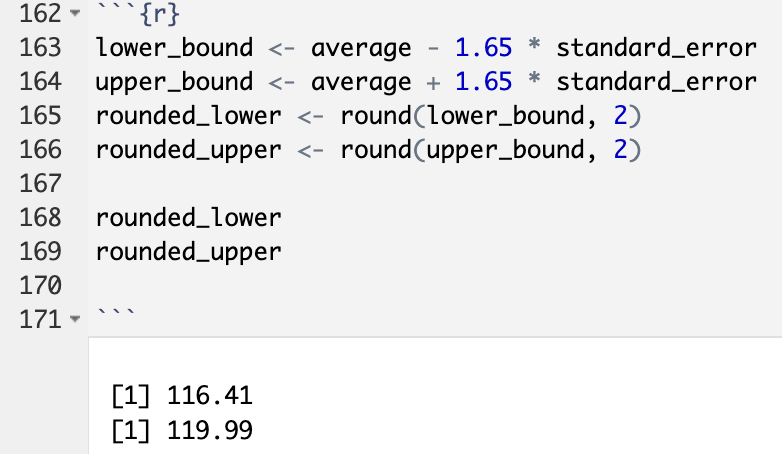 162 ```{r}
163 lower_bound <- average - 1.65 * standard_error
164 upper_bound <- average + 1.65 * standard_error
165 rounded_lower <- round(lower_bound, 2)
166 rounded_upper <- round(upper_bound, 2)
167
168 rounded_lower
169 rounded_upper
170
171 ```
[1] 116.41
[1] 119.99